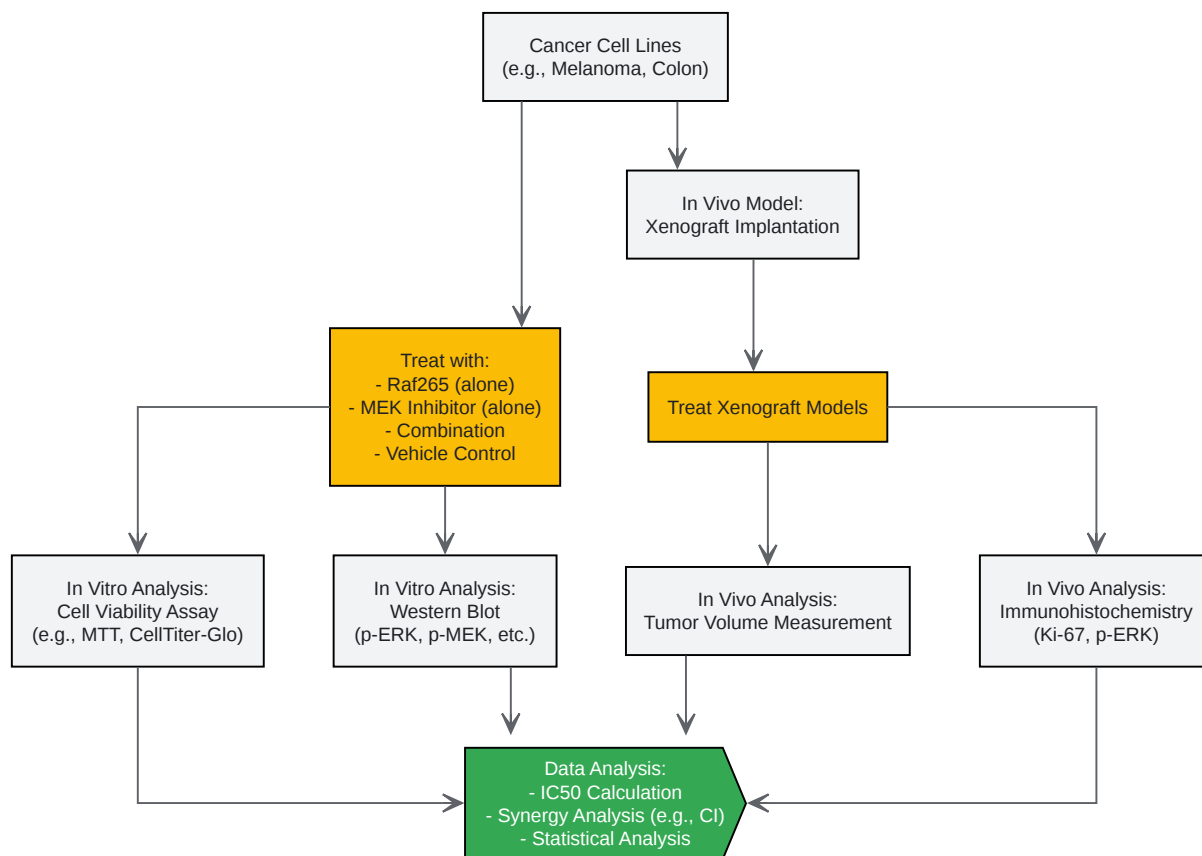 Cancer Cell Lines
(e.g., Melanoma, Colon)
In Vivo Model:
Xenograft Implantation
Treat with:
- Raf265 (alone)
- MEK Inhibitor (alone)
- Combination
- Vehicle Control
Treat Xenograft Models
In Vitro Analysis:
Cell Viability Assay
(e.g., MTT, CellTiter-Glo)
In Vitro Analysis:
Western Blot
(p-ERK, p-MEK, etc.)
In Vivo Analysis:
Tumor Volume Measurement
In Vivo Analysis:
Immunohistochemistry
(Ki-67, p-ERK)
Data Analysis:
- IC50 Calculation
- Synergy Analysis (e.g., CI)
- Statistical Analysis